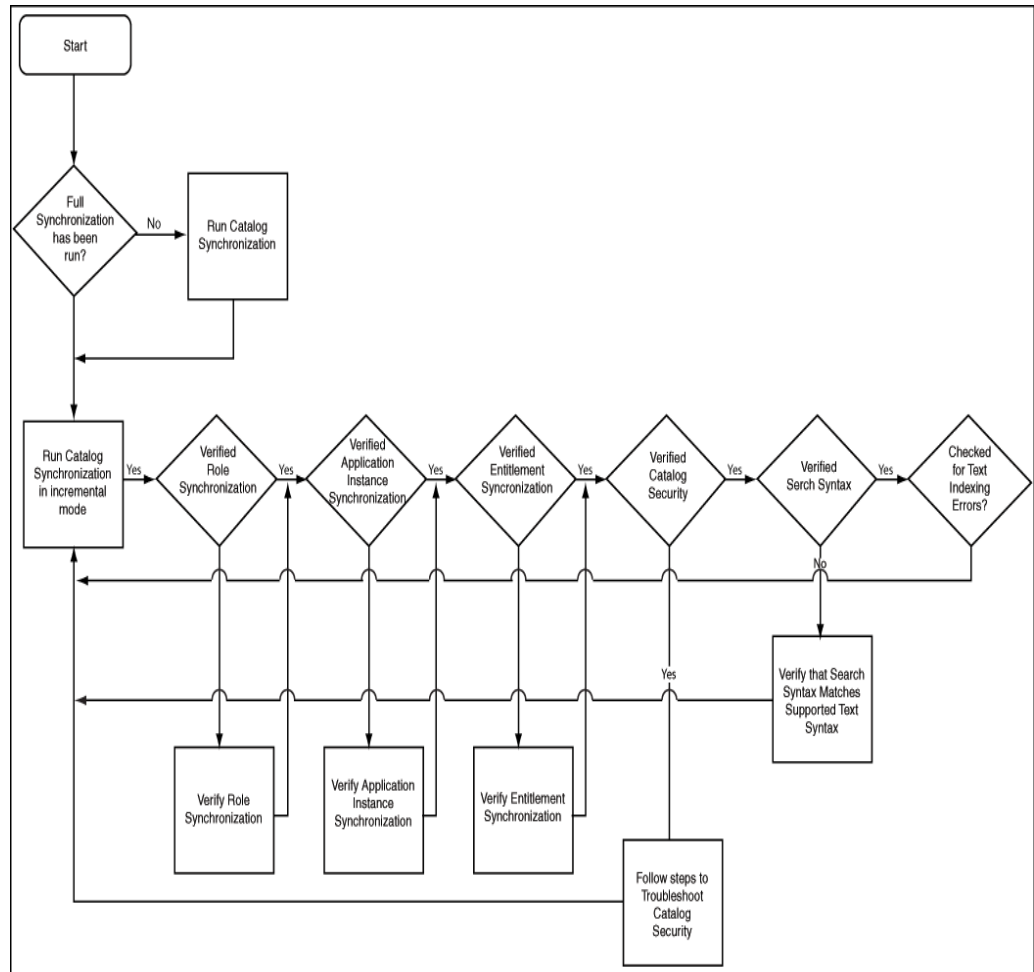 Start
Full
Synchronization
has been
run?
No
Run Catalog
Synchronization
Run Catalog
Synchronization
in incremental
mode
Yes
Verified
Role
Synchronization
Yes
Verified
Application
Instance
Synchronization
Yes
Verified
Entitlement
Syncronization
Yes
Verified
Catalog
Security
Yes
Verified
Serch Syntax
Yes
Checked
for Text
Indexing
Errors?
No
Yes
Verify that Search
Syntax Matches
Supported Text
Syntax
Verify Role
Synchronization
Verify Application
Instance
Synchronization
Verify Entitlement
Synchronization
Follow steps to
Troubleshoot
Catalog
Security